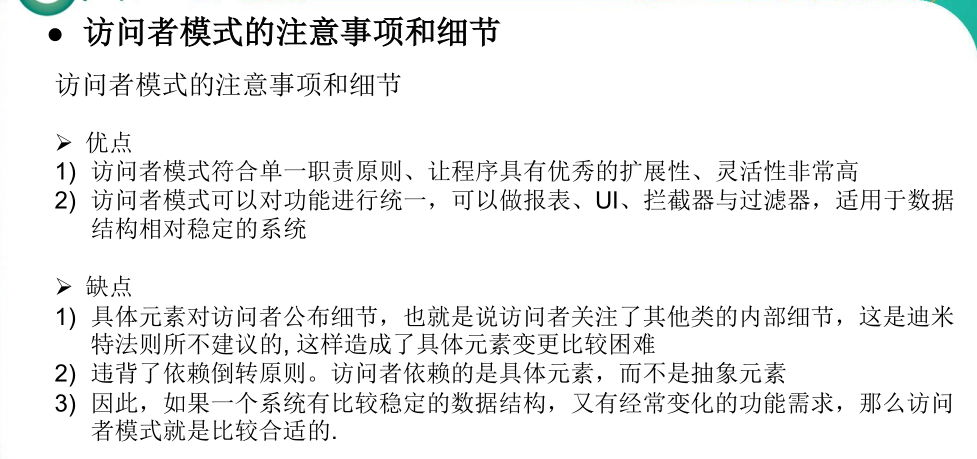 ● 访问者模式的注意事项和细节
访问者模式的注意事项和细节
➢ 优点
1) 访问者模式符合单一职责原则、让程序具有优秀的扩展性、灵活性非常高
2) 访问者模式可以对功能进行统一，可以做报表、UI、拦截器与过滤器，适用于数据
结构相对稳定的系统
➢ 缺点
1) 具体元素对访问者公布细节，也就是说访问者关注了其他类的内部细节，这是迪米
特法则所不建议的, 这样造成了具体元素变更比较困难
2) 违背了依赖倒转原则。访问者依赖的是具体元素，而不是抽象元素
3) 因此，如果一个系统有比较稳定的数据结构，又有经常变化的功能需求，那么访问
者模式就是比较合适的.